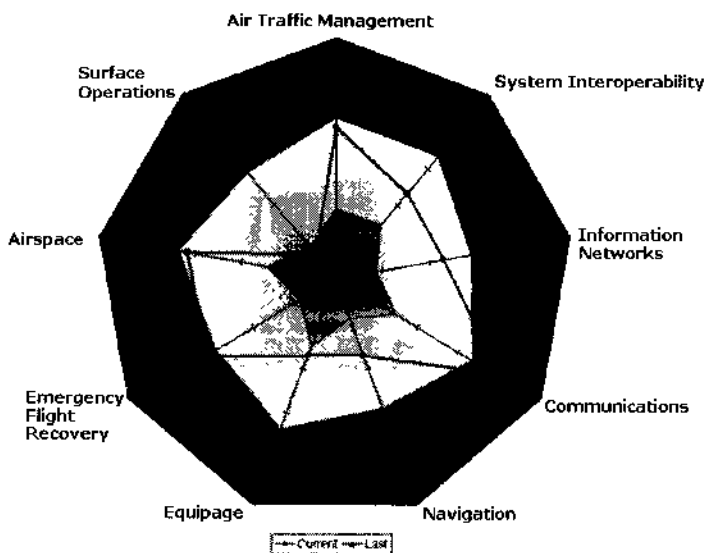 Air Traffic Management
Surface
Operations
System Interoperability
Airspace
Information
Networks
Emergency
Flight
Recovery
Communications
Equipage
Navigation
Current Last